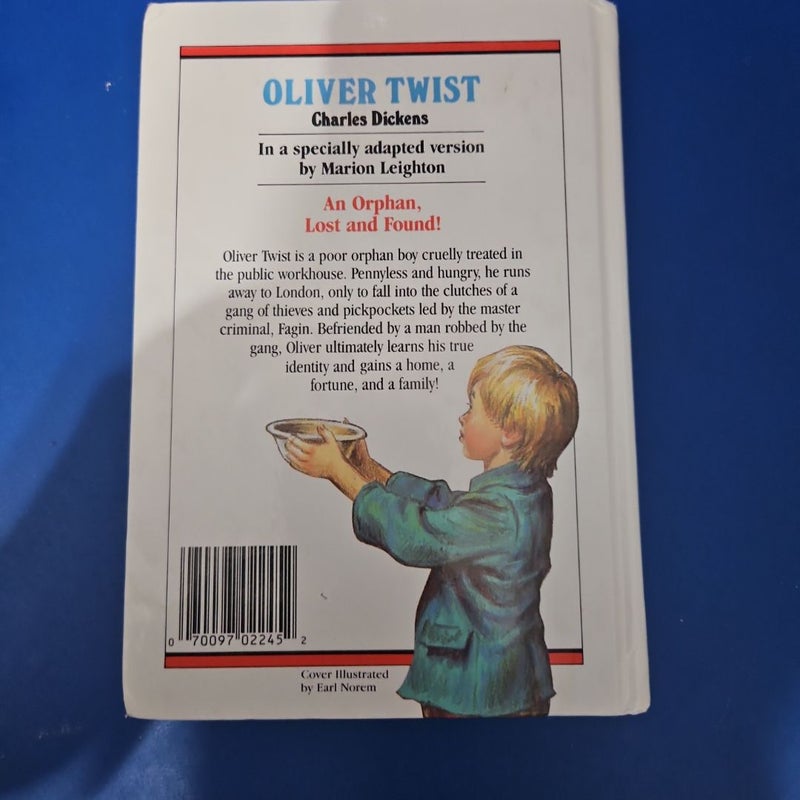 OLIVER TWIST
Charles Dickens
In a specially adapted version
by Marion Leighton
An Orphan,
Lost and Found!
Oliver Twist is a poor orphan boy cruelly treated in
the public workhouse. Pennyless and hungry, he runs
away to London, only to fall into the clutches of a
gang of thieves and pickpockets led by the master
criminal, Fagin. Befriended by a man robbed by the
gang, Oliver ultimately learns his true
identity and gains a home, a
fortune, and a family!
0 70097 02245 2
Cover Illustrated
by Earl Norem